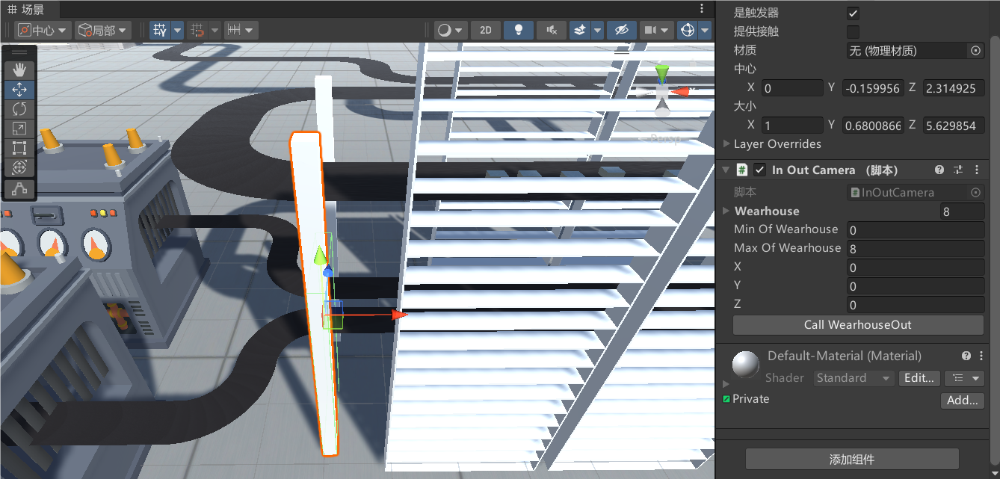 场景
中心
局部
2D
Persp
是触发器
提供接触
材质
无 (物理材质)
中心
X 0 Y -0.159956 Z 2.314925
大小
X 1 Y 0.6800866 Z 5.629854
Layer Overrides
# In Out Camera （脚本）
脚本 InOutCamera
Wearhouse 8
Min Of Wearhouse 0
Max Of Wearhouse 8
X 0
Y 0
Z 0
Call WearhouseOut
Default-Material (Material)
Shader Standard Edit...
Private
Add...
添加组件